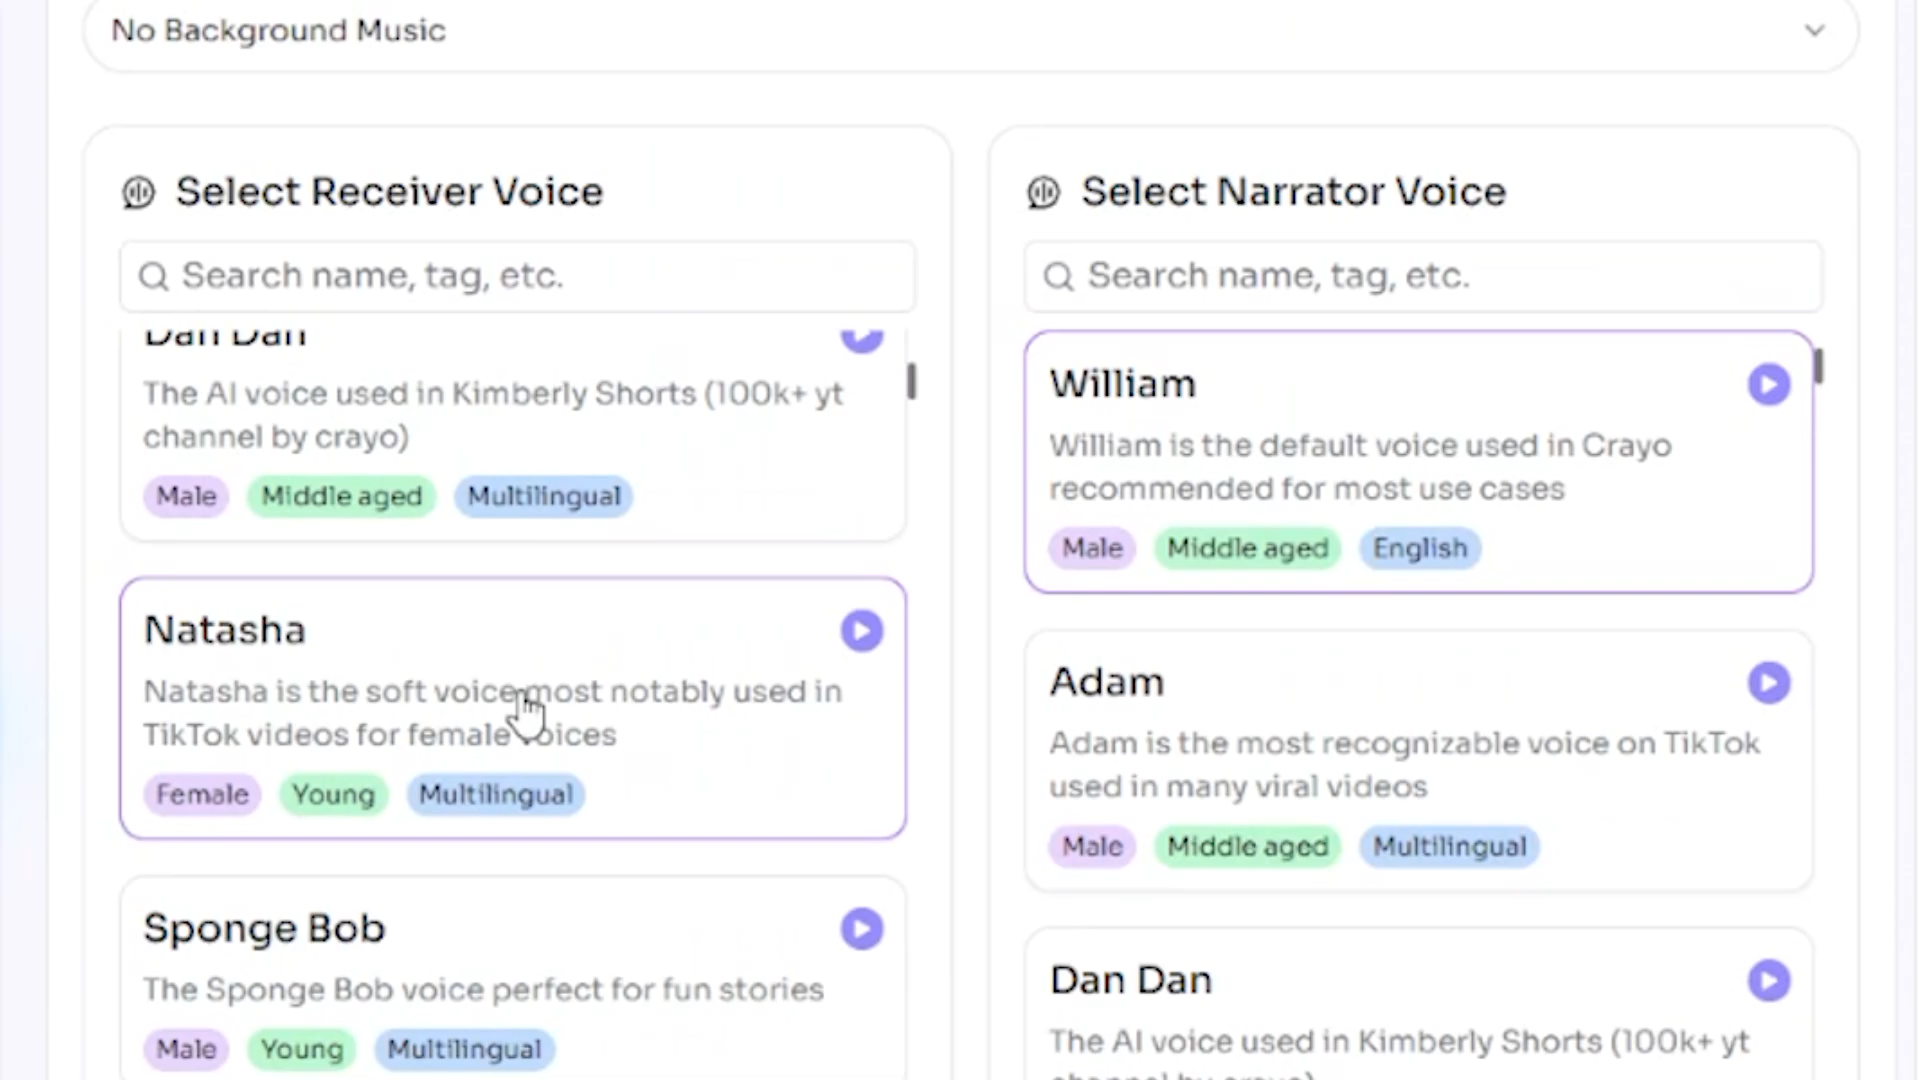 No Background Music
Select Receiver Voice
Search name, tag, etc.
Dan Dan
The AI voice used in Kimberly Shorts (100k+ yt
channel by crayo)
Male Middle aged Multilingual
Natasha
Natasha is the soft voice most notably used in
TikTok videos for female voices
Female Young Multilingual
Sponge Bob
The Sponge Bob voice perfect for fun stories
Male Young Multilingual
Select Narrator Voice
Search name, tag, etc.
William
William is the default voice used in Crayo
recommended for most use cases
Male Middle aged English
Adam
Adam is the most recognizable voice on TikTok
used in many viral videos
Male Middle aged Multilingual
Dan Dan
The AI voice used in Kimberly Shorts (100k+ yt
channel by crayo)